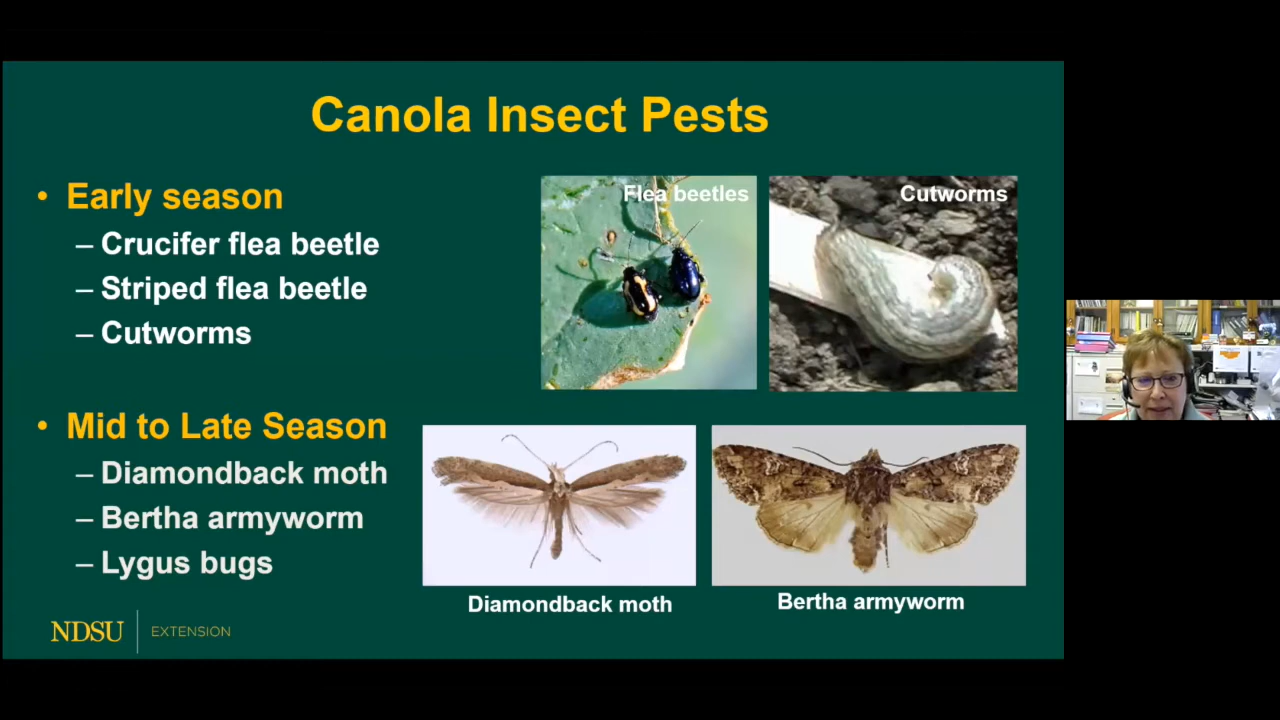 Canola Insect Pests
• Early season
– Crucifer flea beetle
– Striped flea beetle
– Cutworms
Flea beetles
Cutworms
• Mid to Late Season
– Diamondback moth
– Bertha armyworm
– Lygus bugs
Diamondback moth
Bertha armyworm
NDSU
EXTENSION